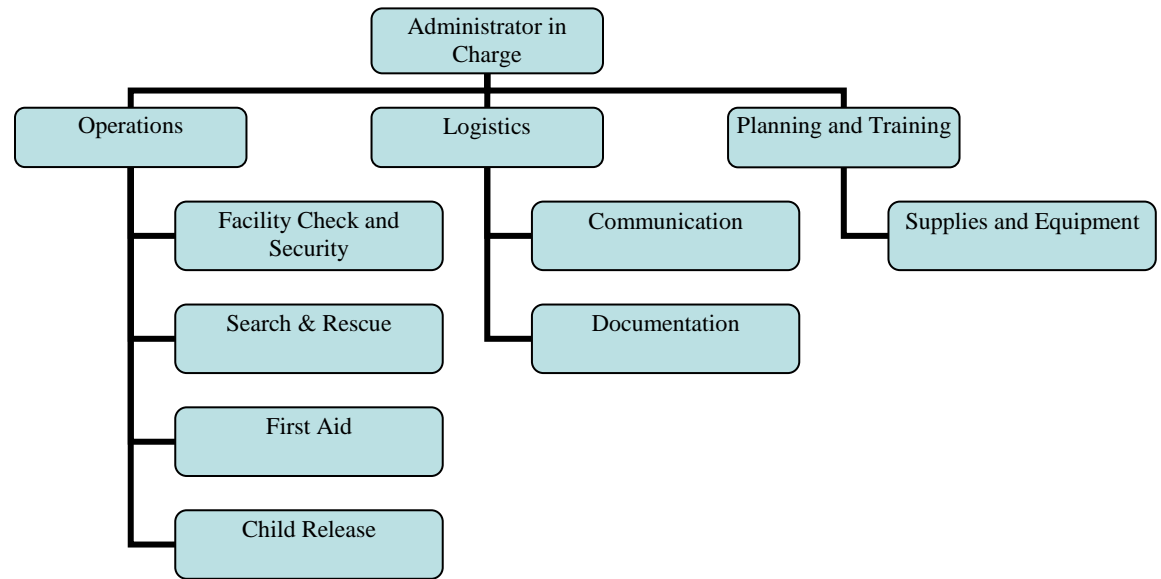 Administrator in
Charge
Operations
Logistics
Planning and Training
Facility Check and
Security
Communication
Supplies and Equipment
Search & Rescue
Documentation
First Aid
Child Release